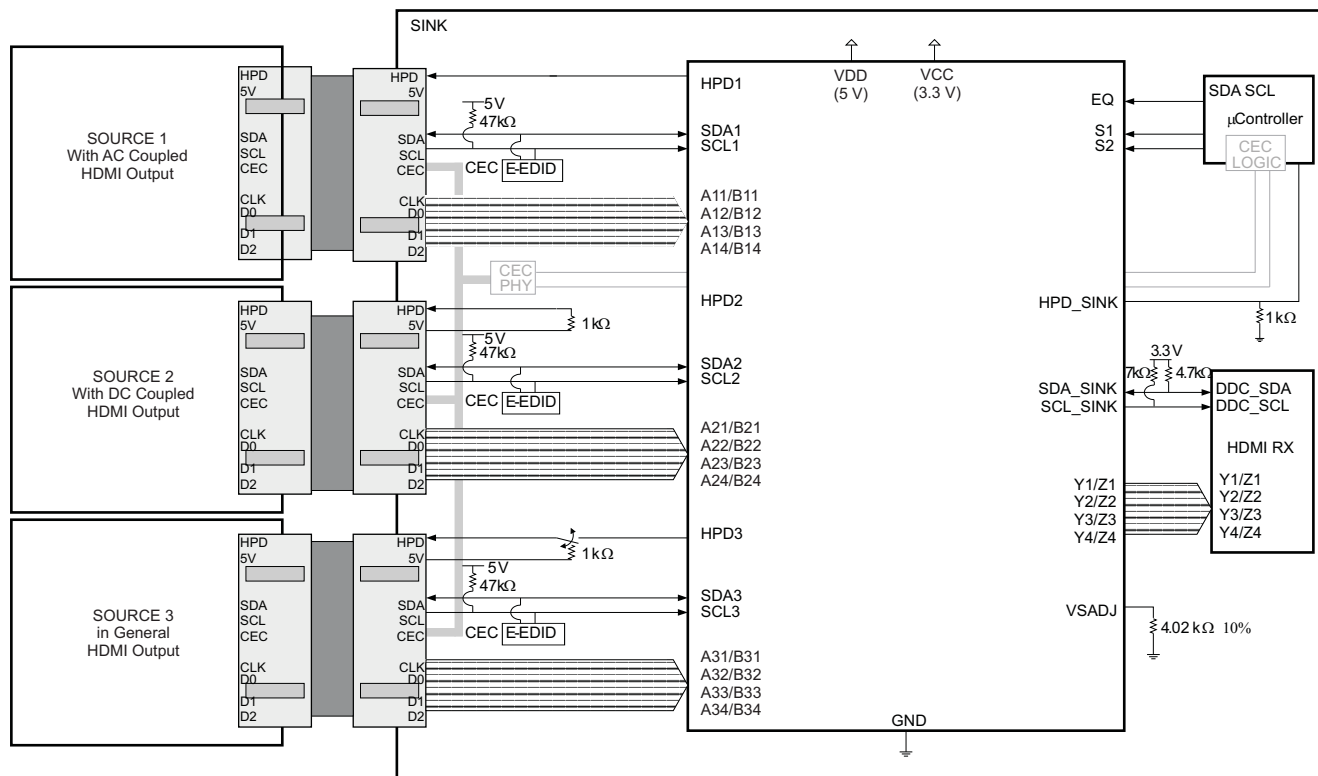 SINK
SOURCE 1
With AC Coupled
HDMI Output
HPD
5V
SDA
SCL
CEC
CLK
D0
D1
D2
HPD
5V
SDA
SCL
CEC
CLK
D0
D1
D2
5V
47kΩ
CEC
E-EDID
HPD1
SDA1
SCL1
A11/B11
A12/B12
A13/B13
A14/B14
CEC
PHY
VDD
(5 V)
VCC
(3.3 V)
EQ
S1
S2
SDA SCL
µController
CEC
LOGIC
SOURCE 2
With DC Coupled
HDMI Output
HPD
5V
SDA
SCL
CEC
CLK
D0
D1
D2
HPD
5V
SDA
SCL
CEC
CLK
D0
D1
D2
1kΩ
5V
47kΩ
CEC
E-EDID
HPD2
SDA2
SCL2
A21/B21
A22/B22
A23/B23
A24/B24
HPD_SINK
1kΩ
3.3V
7kΩ
4.7kΩ
SDA_SINK
SCL_SINK
DDC_SDA
DDC_SCL
HDMI RX
Y1/Z1
Y2/Z2
Y3/Z3
Y4/Z4
Y1/Z1
Y2/Z2
Y3/Z3
Y4/Z4
SOURCE 3
in General
HDMI Output
HPD
5V
SDA
SCL
CEC
CLK
D0
D1
D2
HPD
5V
SDA
SCL
CEC
CLK
D0
D1
D2
1kΩ
5V
47kΩ
CEC
E-EDID
HPD3
SDA3
SCL3
A31/B31
A32/B32
A33/B33
A34/B34
VSADJ
4.02 kΩ 10%
GND